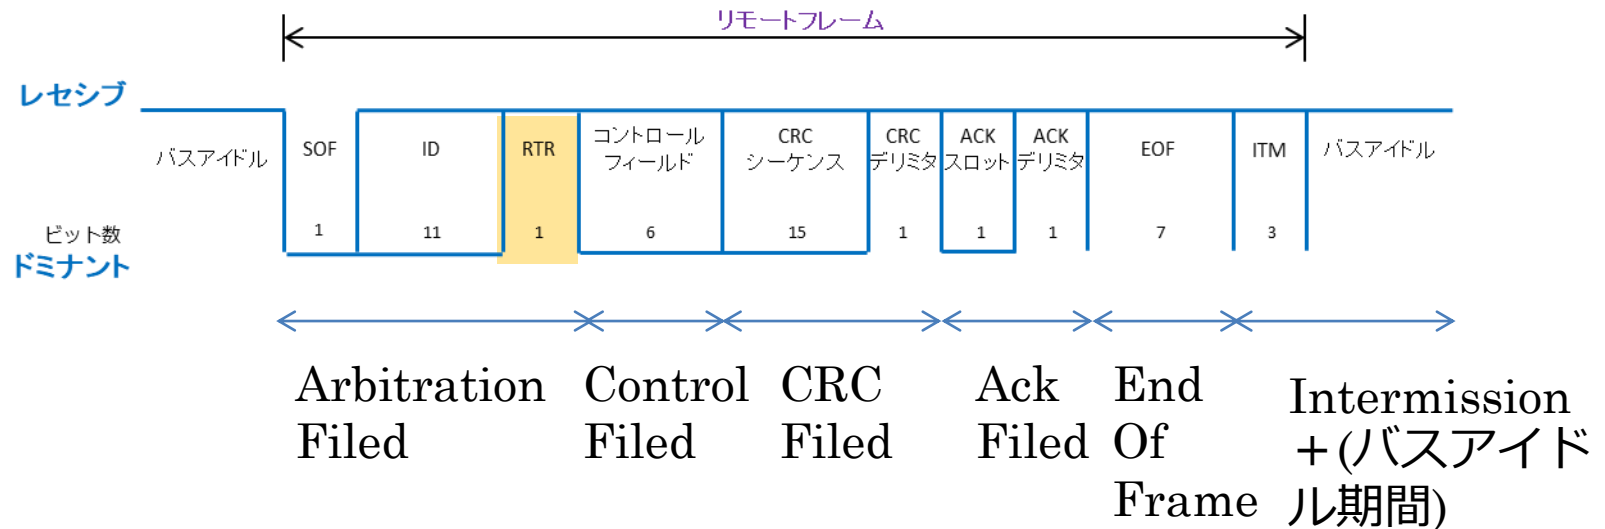 リモートフレーム
レセシブ
バスアイドル
SOF
ID
RTR
コントロール
フィールド
CRC
シーケンス
CRC
デリミタ
ACK
スロット
ACK
デリミタ
EOF
ITM
バスアイドル
ビット数
1
11
1
6
15
1
1
1
7
3
ドミナント
Arbitration
Filed
Control
Filed
CRC
Filed
Ack
Filed
End
Of
Frame
Intermission
＋(バスアイド
ル期間)